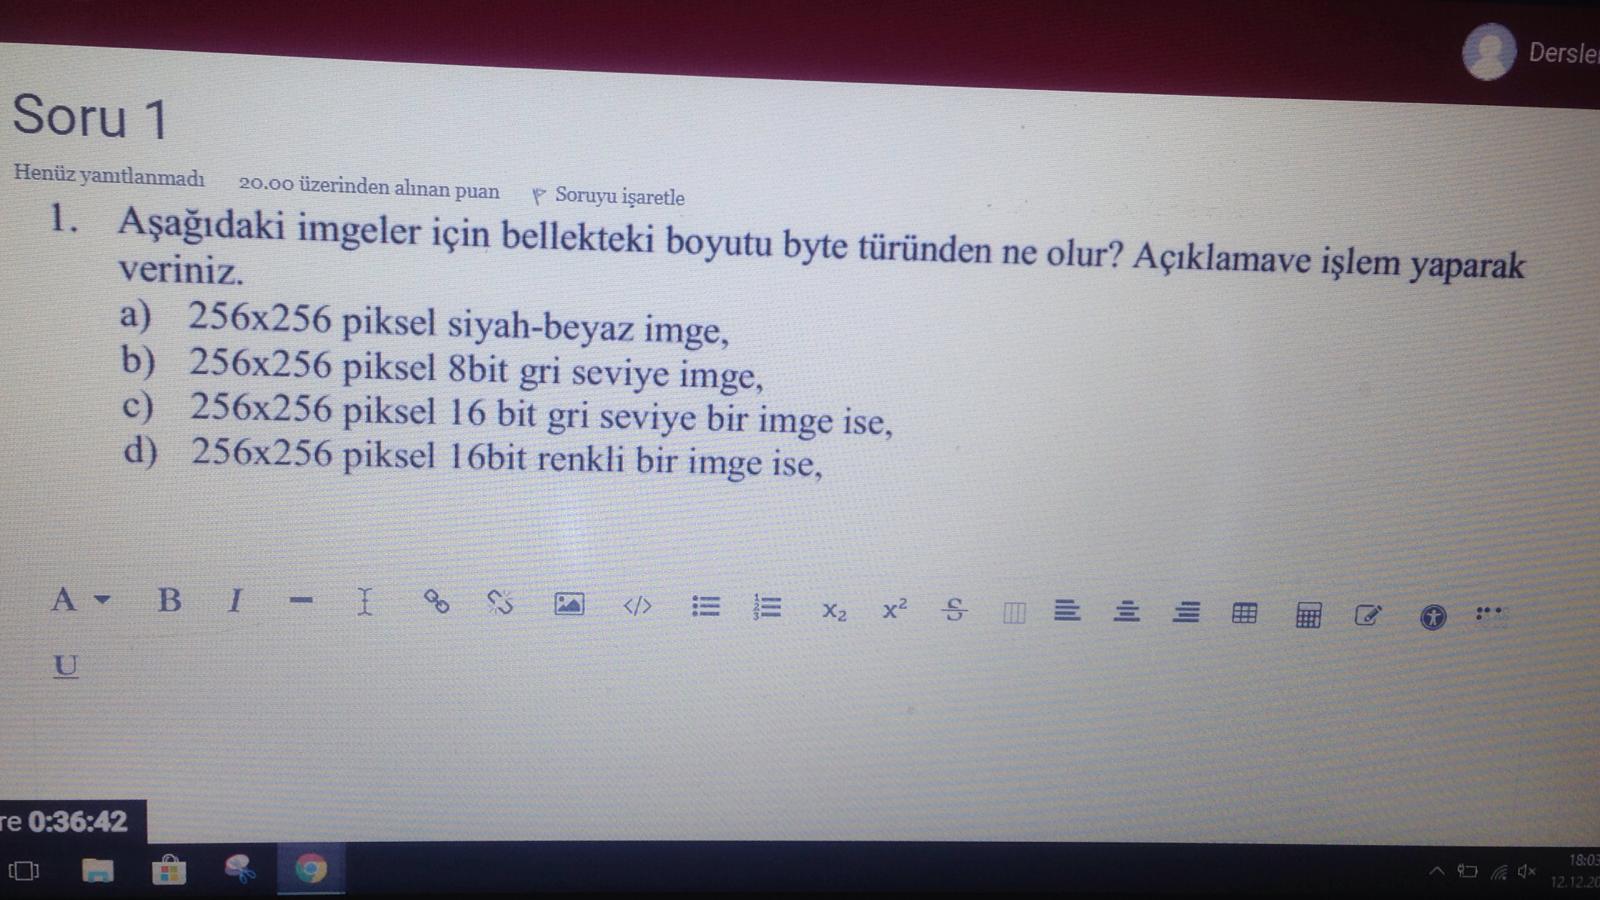 Dersle
Soru 1
Henüz yanıtlanmadı 20.00 üzerinden alınan puan Soruyu işaretle
1. Aşağıdaki imgeler için bellekteki boyutu byte türünden ne olur? Açıklamave işlem yaparak
veriniz.
a) 256x256 piksel siyah-beyaz imge,
b) 256x256 piksel 8bit gri seviye imge,
c) 256x256 piksel 16 bit gri seviye bir imge ise,
d) 256x256 piksel 16bit renkli bir imge ise,
A B I </> x₂ x² S
U
re 0:36:42
18:03
12.12.20